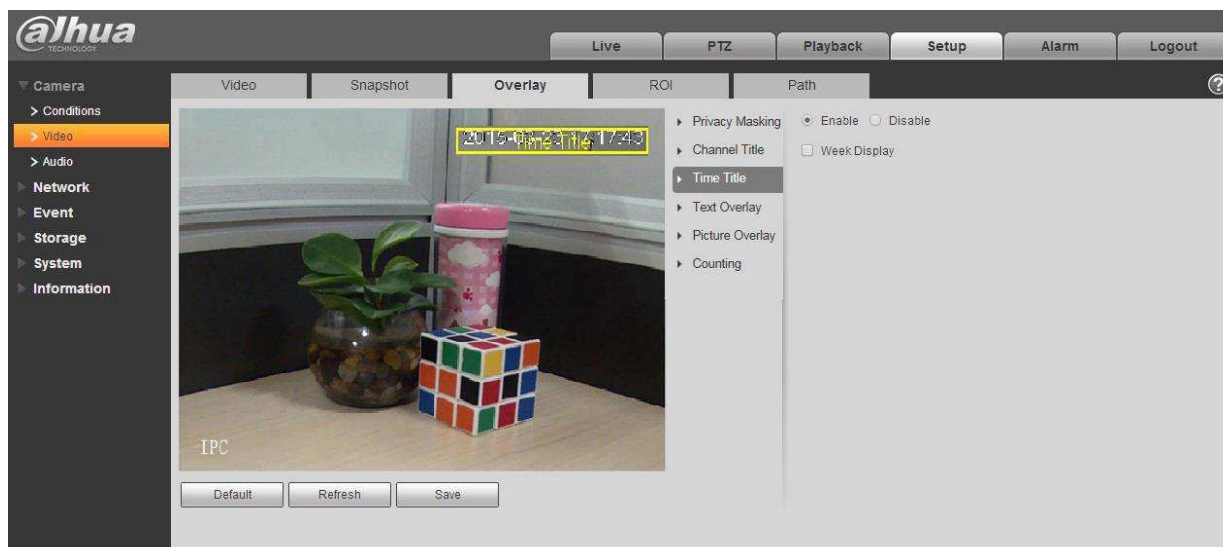 alhua
TECHNOLOGY
Live PTZ Playback Setup Alarm Logout
Camera
> Conditions
> Video
> Audio
Network
Event
Storage
System
Information
Video Snapshot Overlay ROI Path
Time Title
IPC
Default Refresh Save
Privacy Masking
Channel Title
Time Title
Text Overlay
Picture Overlay
Counting
Enable Disable
Week Display